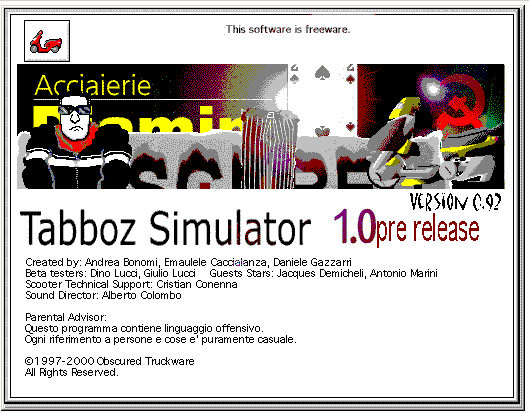 This software is freeware.
Acciaierie
VERSION 0.92
Tabboz Simulator 1.0pre release
Created by: Andrea Bonomi, Emaulele Caccialanza, Daniele Gazzarri
Beta testers: Dino Lucci, Giulio Lucci Guests Stars: Jacques Demicheli, Antonio Marini
Scooter Technical Support: Cristian Conenna
Sound Director: Alberto Colombo
Parental Advisor:
Questo programma contiene linguaggio offensivo.
Ogni riferimento a persone e cose e' puramente casuale.
©1997-2000 Obscured Truckware
All Rights Reserved.